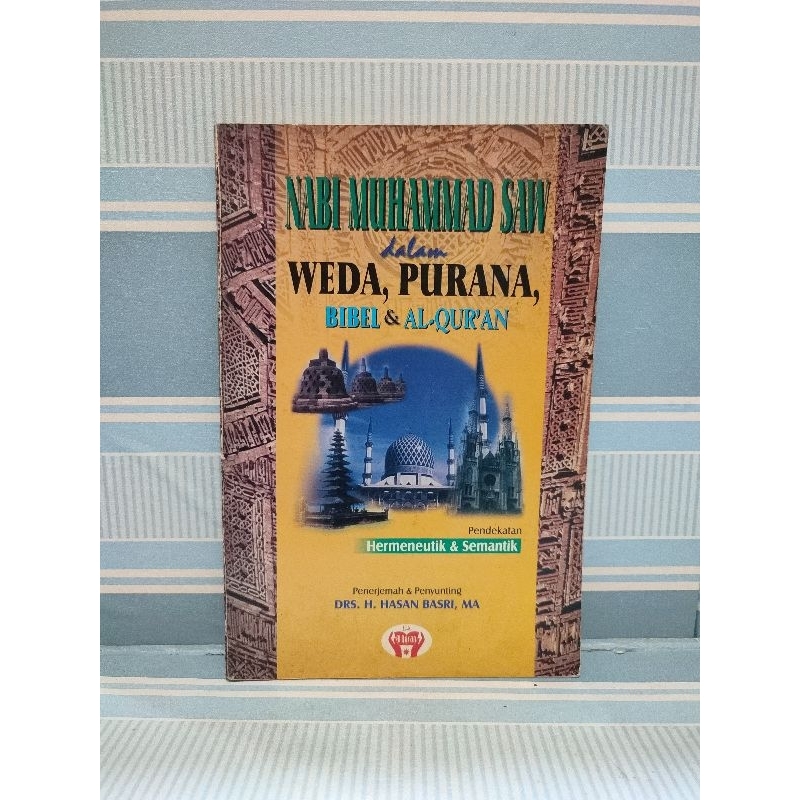 NABI MUHAMMAD SAW
dalam
WEDA, PURANA,
BIBEL & AL-QUR'AN
Pendekatan
Hermeneutik & Semantik
Penerjemah & Penyunting
DRS. H. HASAN BASRI, MA